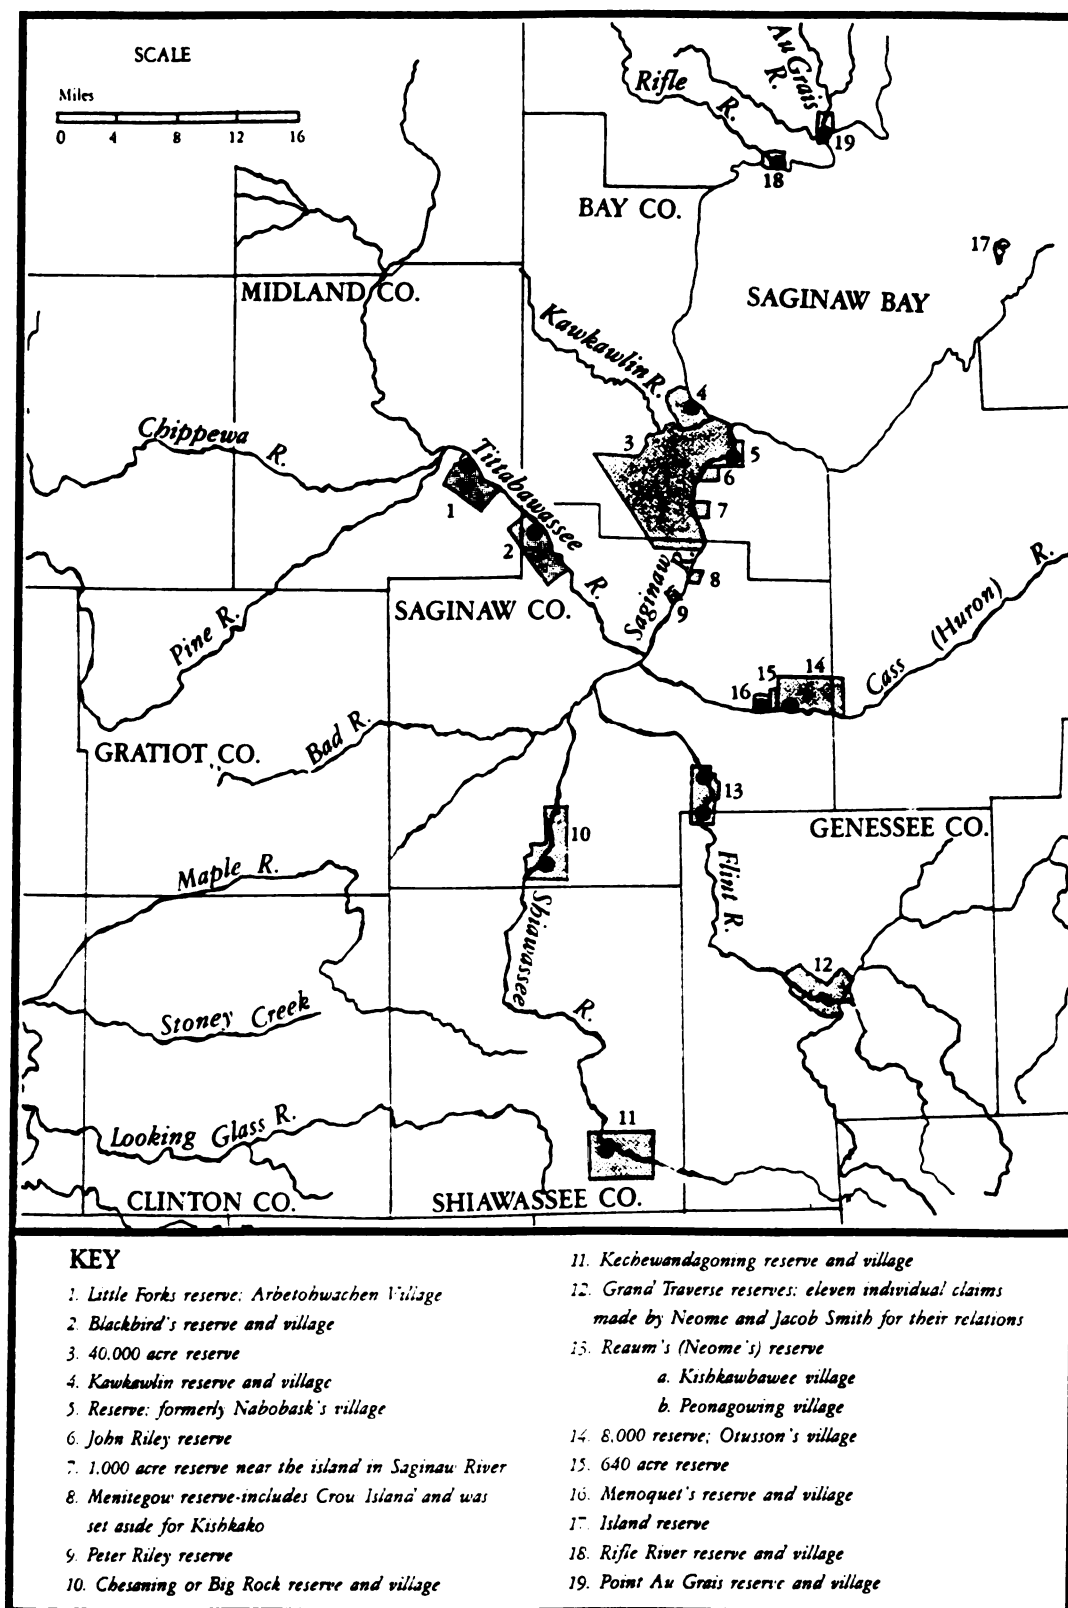 SCALE
Miles
0 4 8 12 16
Au Grais R.
Rifle R.
19
18
BAY CO.
17
MIDLAND CO.
SAGINAW BAY
Kawkawlin R.
4
Chippewa R.
Tittabawassee R.
3
5
6
1
7
2
8
SAGINAW CO.
Saginaw R.
9
Pine R.
Cass (Huron) R.
14
15
16
GRATIOT CO.
Bad R.
13
10
GENESSEE CO.
Maple R.
Flint R.
Shiawassee R.
12
Stoney Creek
11
Looking Glass R.
CLINTON CO.
SHIAWASSEE CO.
KEY
1. Little Forks reserve; Arbetohwachen Village
2. Blackbird's reserve and village
3. 40,000 acre reserve
4. Kawkawlin reserve and village
5. Reserve; formerly Nabobask's village
6. John Riley reserve
7. 1,000 acre reserve near the island in Saginaw River
8. Menitegow reserve-includes Crow Island and was
set aside for Kishkako
9. Peter Riley reserve
10. Chesaning or Big Rock reserve and village
11. Kechewandagoning reserve and village
12. Grand Traverse reserves; eleven individual claims
made by Neome and Jacob Smith for their relations
13. Reaum's (Neome's) reserve
a. Kishkawbawee village
b. Peonagowing village
14. 8,000 reserve; Otusson's village
15. 640 acre reserve
16. Menoquet's reserve and village
17. Island reserve
18. Rifle River reserve and village
19. Point Au Grais reserve and village